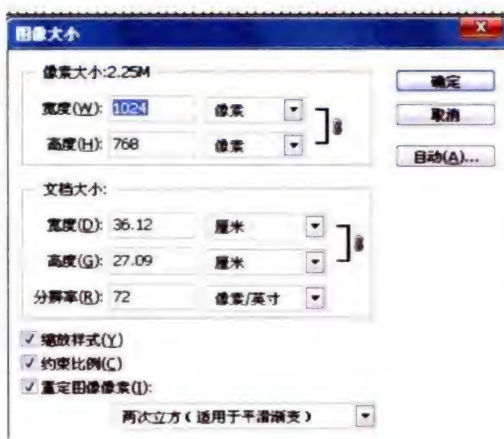 图像大小
像素大小:2.25M
宽度(W): 1024 像素
高度(H): 768 像素
确定
取消
自动(A)...
文档大小:
宽度(D): 36.12 厘米
高度(G): 27.09 厘米
分辨率(R): 72 像素/英寸
缩放样式(Y)
约束比例(C)
重定图像像素(I):
两次立方(适用于平滑渐变)